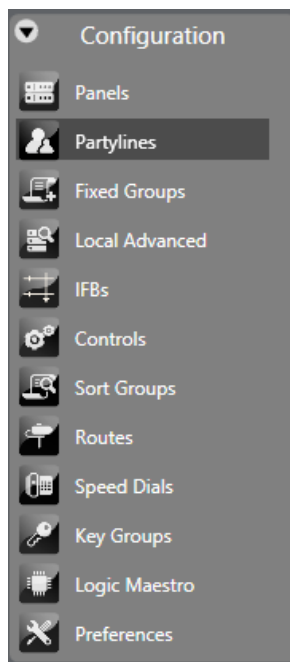 Configuration
Panels
Partylines
Fixed Groups
Local Advanced
IFBs
Controls
Sort Groups
Routes
Speed Dials
Key Groups
Logic Maestro
Preferences